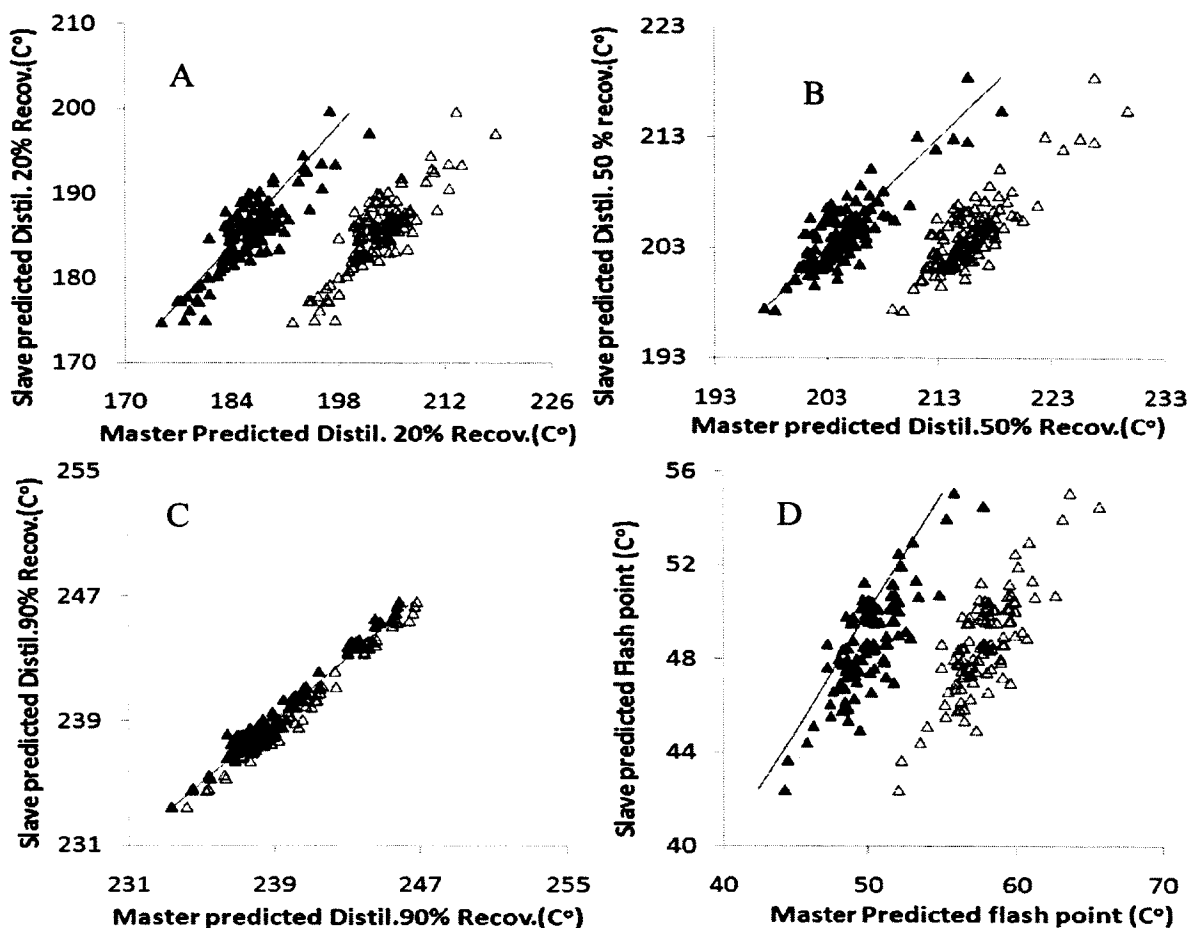 Slave predicted Distil. 20% Recov.(C°)
210
200
190
180
170
A
170 184 198 212 226
Master Predicted Distil. 20% Recov.(C°)
Slave predicted Distil. 50 % recov.(C°)
223
213
203
193
B
193 203 213 223 233
Master predicted Distil.50% Recov.(C°)
Slave predicted Distil.90% Recov.(C°)
255
247
239
231
C
231 239 247 255
Master predicted Distil.90% Recov.(C°)
Slave predicted Flash point (C°)
56
52
48
44
40
D
40 50 60 70
Master Predicted flash point (C°)